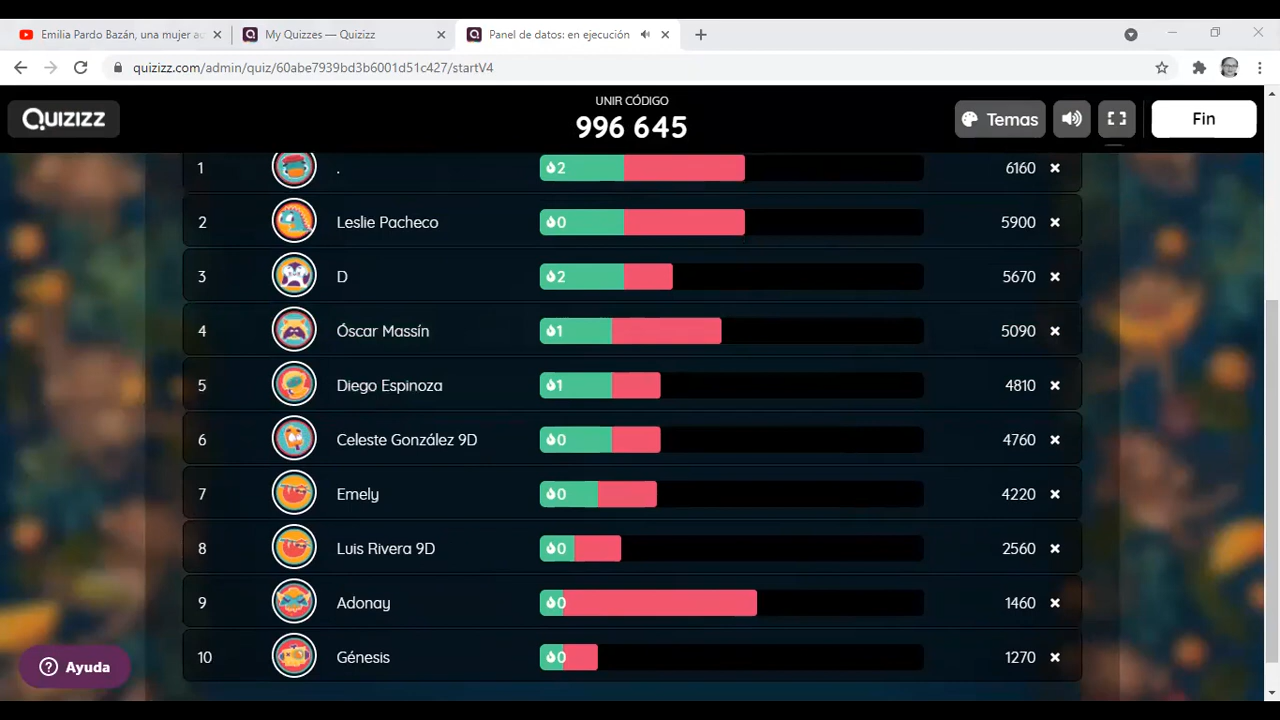 Emilia Pardo Bazán, una mujer ad
My Quizzes — Quizizz
Panel de datos: en ejecución
quizizz.com/admin/quiz/60abe7939bd3b6001d51c427/startV4
Quizizz
UNIR CÓDIGO
996 645
Temas
Fin
1 . 2 6160
2 Leslie Pacheco 0 5900
3 D 2 5670
4 Óscar Massín 1 5090
5 Diego Espinoza 1 4810
6 Celeste González 9D 0 4760
7 Emely 0 4220
8 Luis Rivera 9D 0 2560
9 Adonay 0 1460
10 Génesis 0 1270
Ayuda